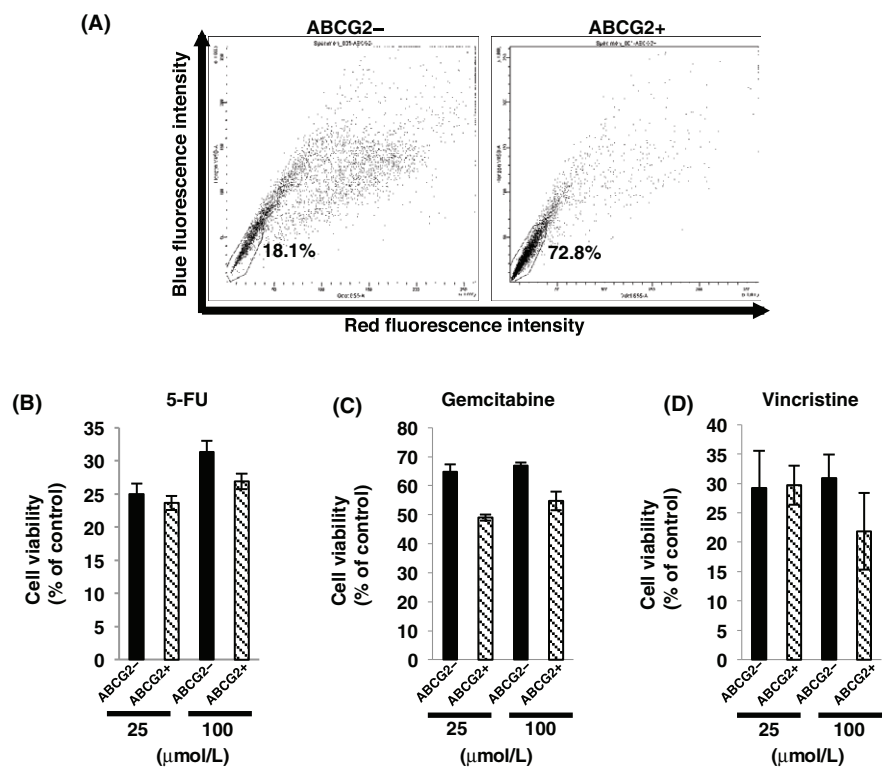 (A)
ABCG2−
ABCG2+
Blue fluorescence intensity
18.1%
72.8%
Red fluorescence intensity
(B)
5-FU
Cell viability
(% of control)
35
30
25
20
15
10
5
0
ABCG2−
ABCG2+
ABCG2−
ABCG2+
25
100
(μmol/L)
(C)
Gemcitabine
Cell viability
(% of control)
80
70
60
50
40
30
20
10
0
ABCG2−
ABCG2+
ABCG2−
ABCG2+
25
100
(μmol/L)
(D)
Vincristine
Cell viability
(% of control)
40
35
30
25
20
15
10
5
0
ABCG2−
ABCG2+
ABCG2−
ABCG2+
25
100
(μmol/L)